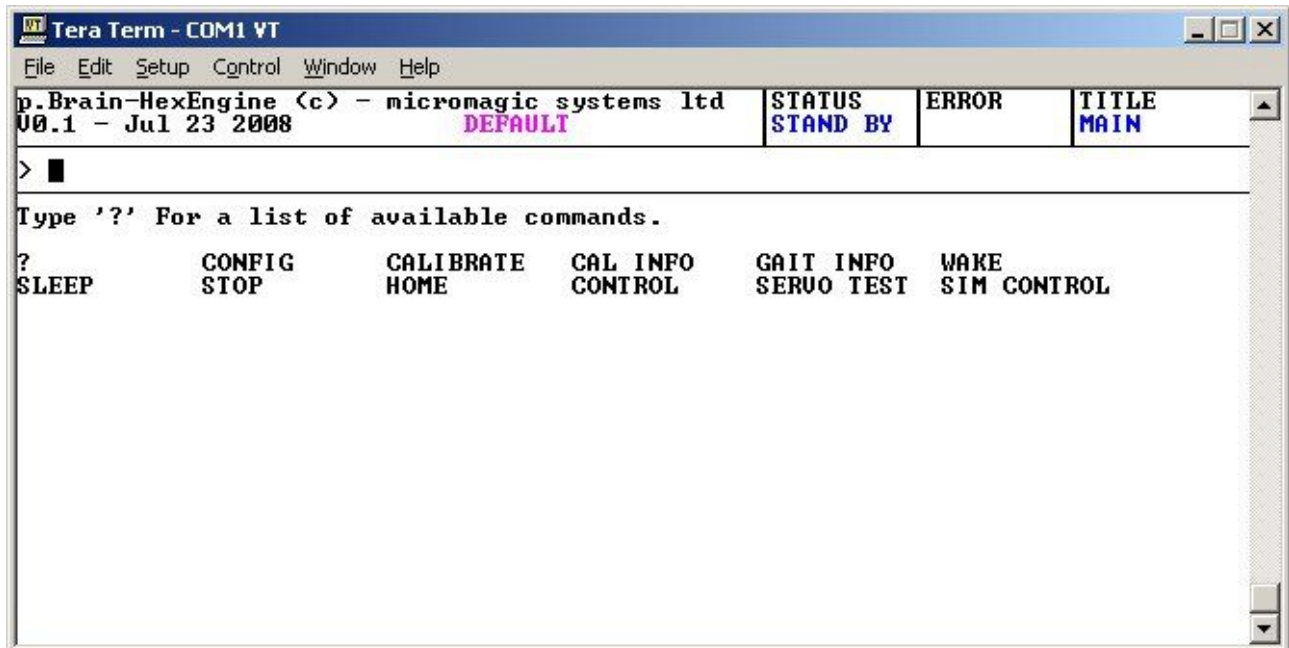 Tera Term - COM1 VT
File Edit Setup Control Window Help
p.Brain-HexEngine (c) - micromagic systems ltd STATUS ERROR TITLE
V0.1 - Jul 23 2008 DEFAULT STAND BY MAIN
>
Type '?' For a list of available commands.
? CONFIG CALIBRATE CAL INFO GAIT INFO WAKE
SLEEP STOP HOME CONTROL SERVO TEST SIM CONTROL